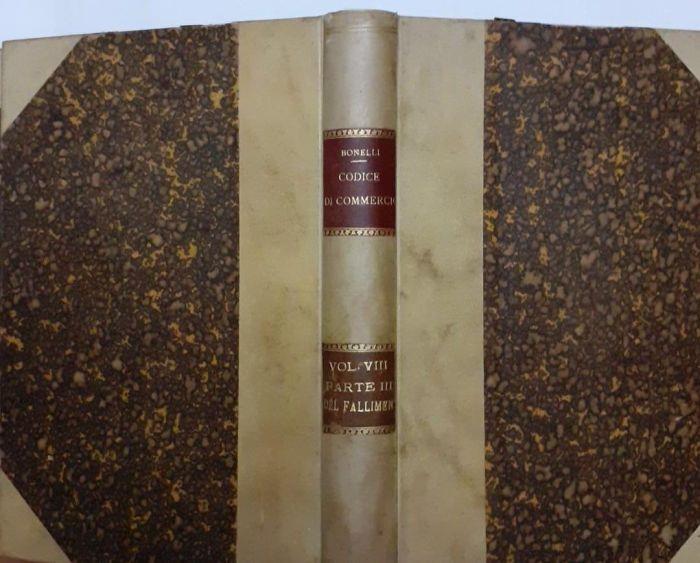 BONELLI
CODICE
DI COMMERCIO
VOL. VIII
PARTE III
DEL FALLIMEN